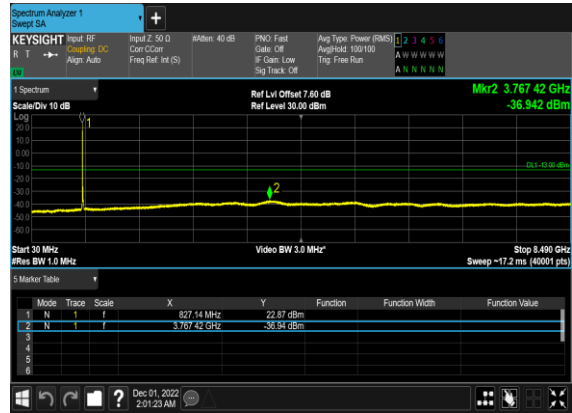 Spectrum Analyzer 1
Swept SA
+
KEYSIGHT Input: RF Input Z: 50 Ω #Atten: 40 dB PNO: Fast Avg Type: Power (RMS) 1 2 3 4 5 6
R T Coupling: DC Corr CCorr Gate: Off Avg|Hold: 100/100 A W W W W W
Align: Auto Freq Ref: Int (S) IF Gain: Low Trig: Free Run A N N N N N
Sig Track: Off
1 Spectrum Ref Lvl Offset 7.60 dB Mkr2 3.767 42 GHz
Scale/Div 10 dB Ref Level 30.00 dBm -36.942 dBm
Log
20.0 1
10.0
0.00
-10.0 DL1 -13.00 dBm
-20.0
-30.0 2
-40.0
-50.0
-60.0
Start 30 MHz Video BW 3.0 MHz* Stop 8.490 GHz
#Res BW 1.0 MHz Sweep ~17.2 ms (40001 pts)
5 Marker Table
Mode Trace Scale X Y Function Function Width Function Value
1 N 1 f 827.14 MHz 22.87 dBm
2 N 1 f 3.767 42 GHz -36.94 dBm
3
4
5
6
? Dec 01, 2022
2:01:23 AM